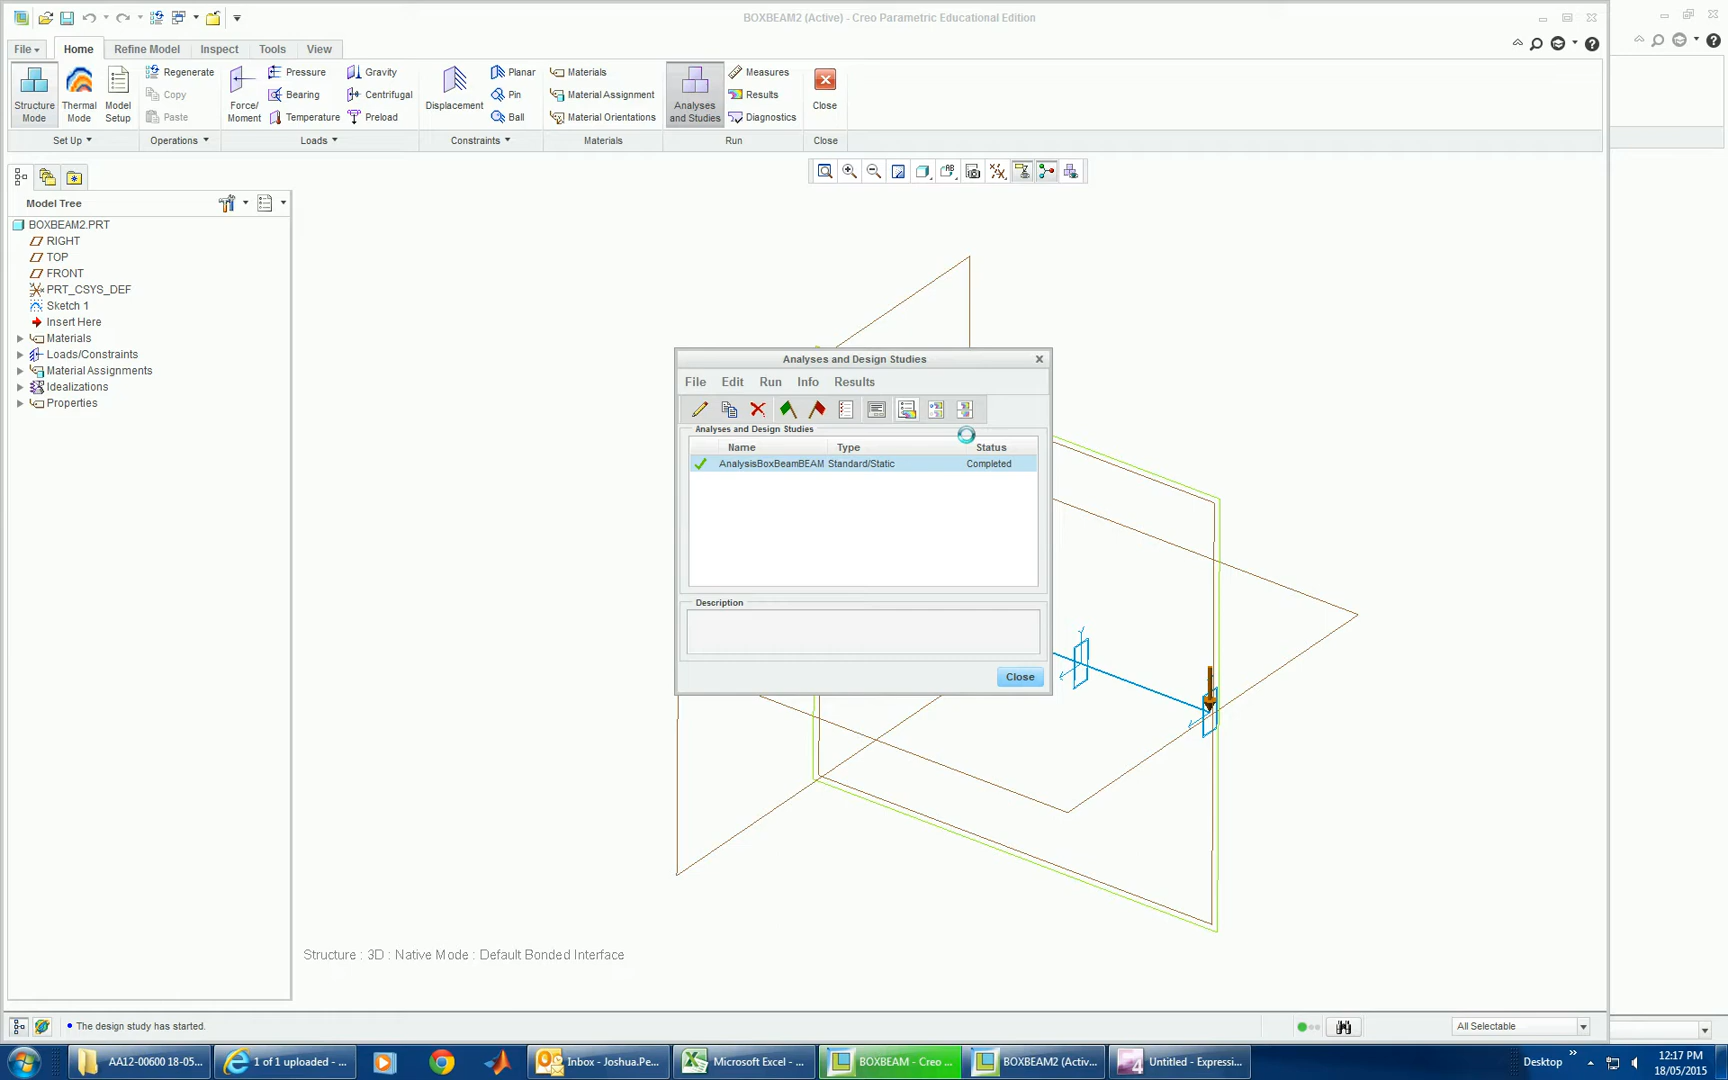 BOXBEAM2 (Active) - Creo Parametric Educational Edition
File Home Refine Model Inspect Tools View
Structure Mode
Thermal Mode
Model Setup
Set Up
Regenerate
Copy
Paste
Operations
Force/ Moment
Pressure
Bearing
Temperature
Gravity
Centrifugal
Preload
Loads
Displacement
Planar
Pin
Ball
Constraints
Materials
Material Assignment
Material Orientations
Materials
Analyses and Studies
Measures
Results
Diagnostics
Run
Close
Close
Model Tree
BOXBEAM2.PRT
RIGHT
TOP
FRONT
PRT_CSYS_DEF
Sketch 1
Insert Here
Materials
Loads/Constraints
Material Assignments
Idealizations
Properties
Analyses and Design Studies
File Edit Run Info Results
Analyses and Design Studies
Name Type Status
AnalysisBoxBeamBEAM Standard/Static Completed
Description
Close
Y
Structure : 3D : Native Mode : Default Bonded Interface
The design study has started.
All Selectable
AA12-00600 18-05...
1 of 1 uploaded - ...
Inbox - Joshua.Pe...
Microsoft Excel - ...
BOXBEAM - Creo ...
BOXBEAM2 (Activ...
Untitled - Expressi...
Desktop
12:17 PM
18/05/2015